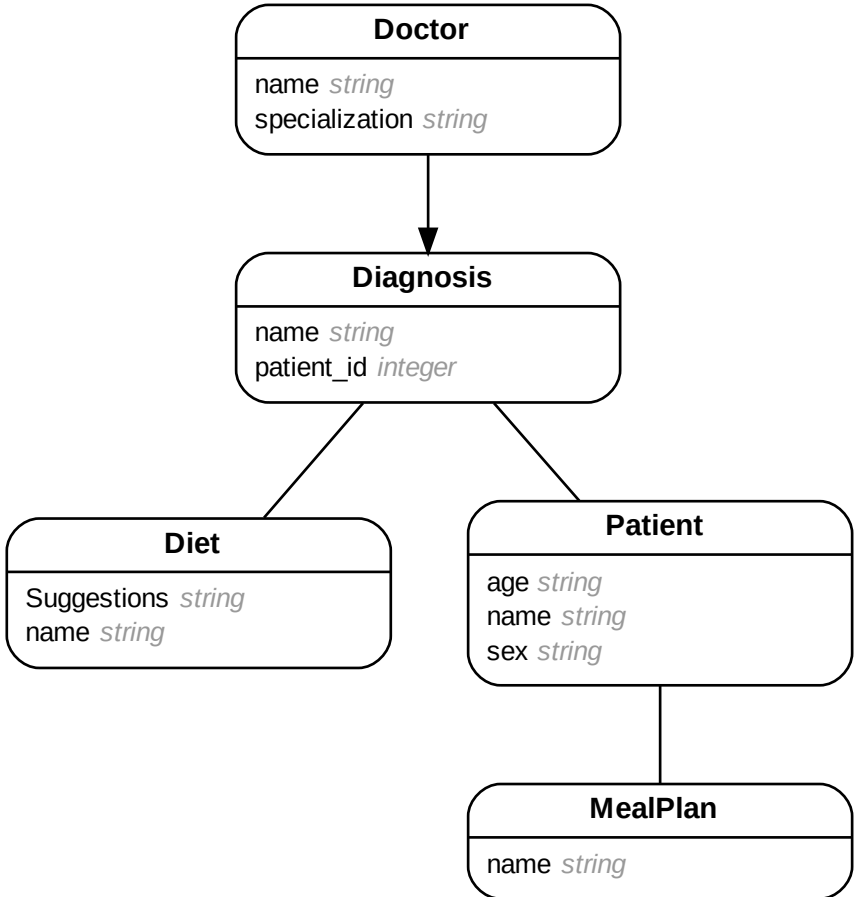 Doctor
name string
specialization string
Diagnosis
name string
patient_id integer
Diet
Suggestions string
name string
Patient
age string
name string
sex string
MealPlan
name string